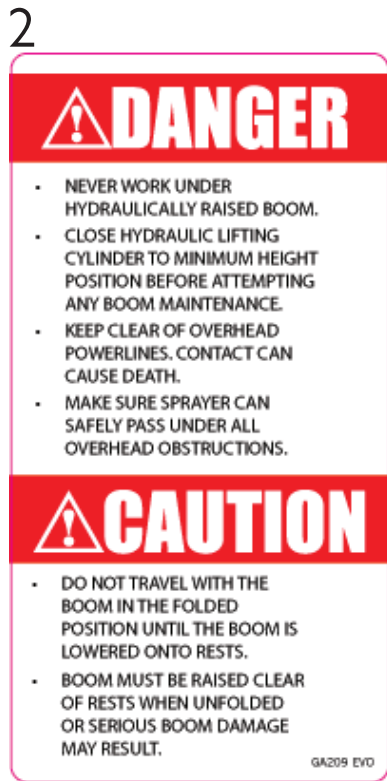 2
DANGER
• NEVER WORK UNDER
HYDRAULICALLY RAISED BOOM.
• CLOSE HYDRAULIC LIFTING
CYLINDER TO MINIMUM HEIGHT
POSITION BEFORE ATTEMPTING
ANY BOOM MAINTENANCE.
• KEEP CLEAR OF OVERHEAD
POWERLINES. CONTACT CAN
CAUSE DEATH.
• MAKE SURE SPRAYER CAN
SAFELY PASS UNDER ALL
OVERHEAD OBSTRUCTIONS.
CAUTION
• DO NOT TRAVEL WITH THE
BOOM IN THE FOLDED
POSITION UNTIL THE BOOM IS
LOWERED ONTO RESTS.
• BOOM MUST BE RAISED CLEAR
OF RESTS WHEN UNFOLDED
OR SERIOUS BOOM DAMAGE
MAY RESULT.
GA209 EVO